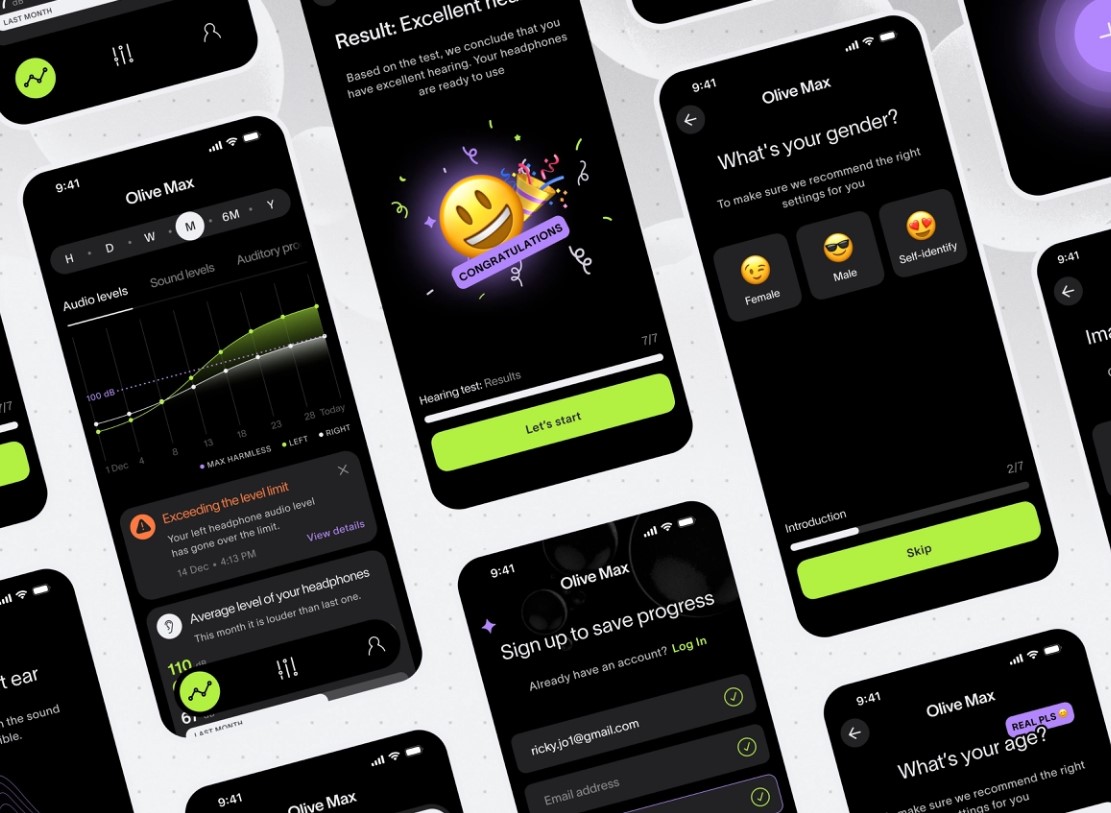 dB
LAST MONTH
9:41
Olive Max
H • D • W • M • 6M • Y
Audio levels
Sound levels
Auditory pro
100 dB
1 Dec 4 8 13 18 23 28 Today
MAX HARMLESS LEFT RIGHT
Exceeding the level limit
Your left headphone audio level
has gone over the limit.
14 Dec • 4:13 PM
View details
Average level of your headphones
This month it is louder than last one.
110 dB
67
LAST MONTH
Result: Excellent hea
Based on the test, we conclude that you
have excellent hearing. Your headphones
are ready to use
CONGRATULATIONS
7/7
Hearing test: Results
Let's start
9:41
Olive Max
What's your gender?
To make sure we recommend the right
settings for you
Female
Male
Self-identify
2/7
Introduction
Skip
9:41
Ima
7/7
t ear
n the sound
ible.
9:41
Olive Max
9:41
Olive Max
Sign up to save progress
Already have an account? Log In
ricky.jo1@gmail.com
Email address
9:41
Olive Max
REAL PLS
What's your age?
make sure we recommend the right
settings for you